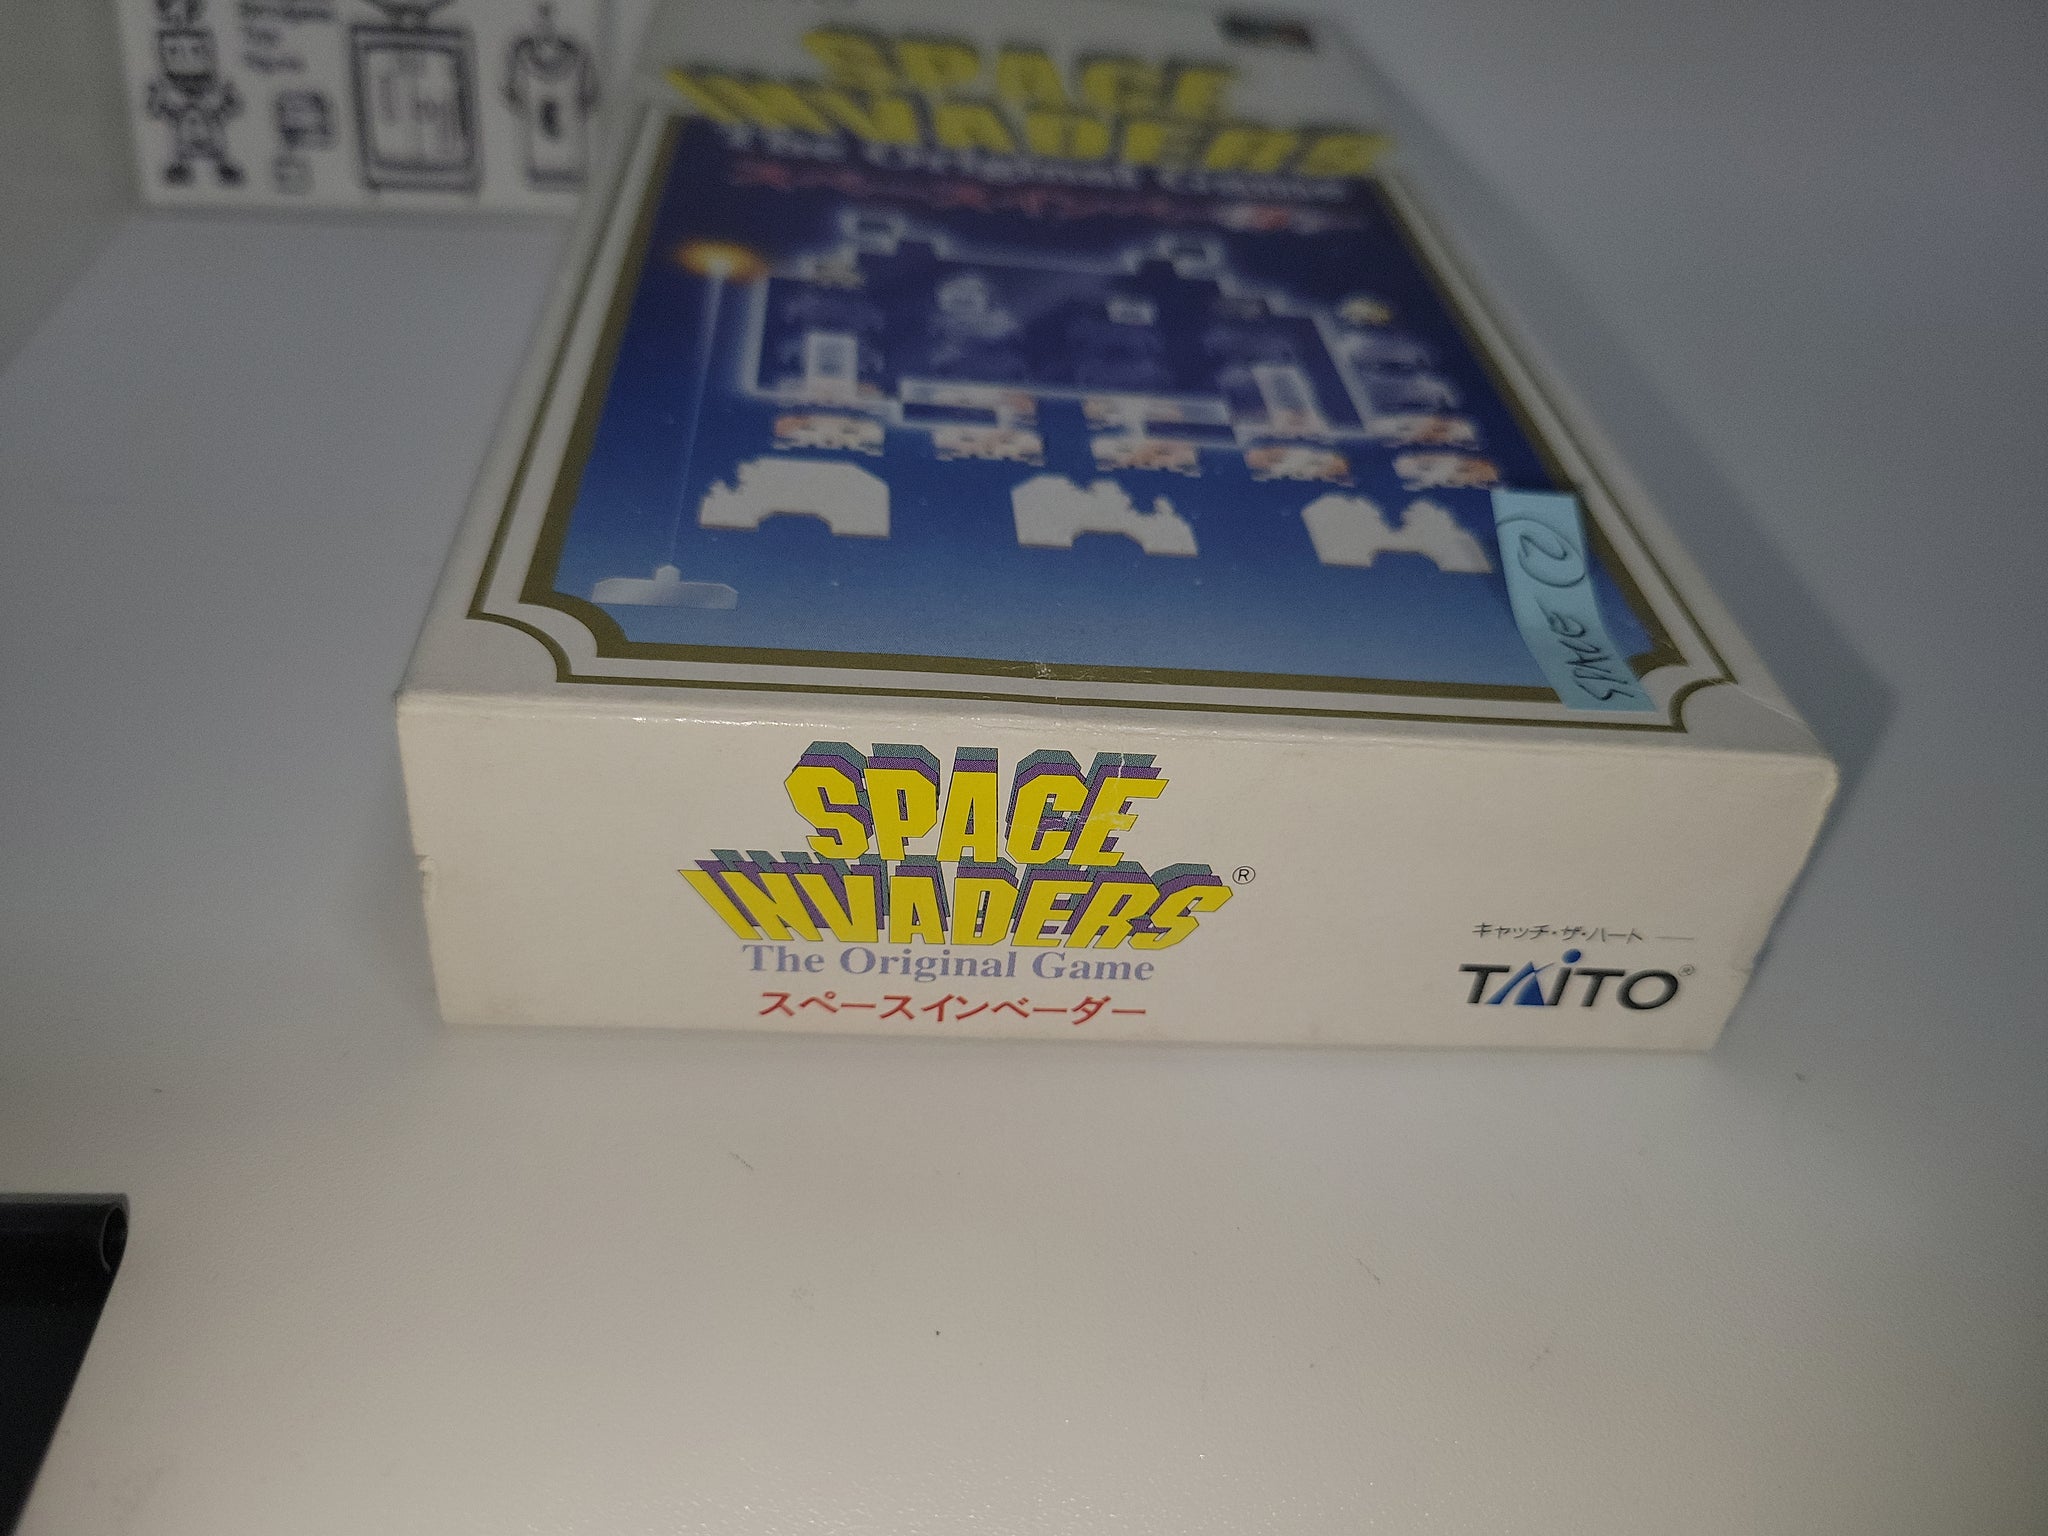 SPACE
INVADERS
The Original Game
スペースインベーダー
SPACE ②
SPACE
INVADERS®
The Original Game
スペースインベーダー
キャッチ・ザ・ハート
TAITO®